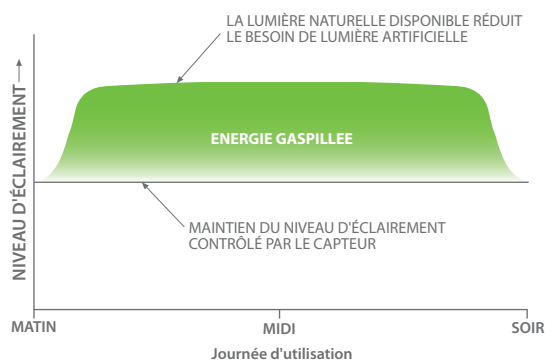 LA LUMIÈRE NATURELLE DISPONIBLE RÉDUIT
LE BESOIN DE LUMIÈRE ARTIFICIELLE
NIVEAU D'ÉCLAIREMENT
ENERGIE GASPILLEE
MAINTIEN DU NIVEAU D'ÉCLAIREMENT
CONTRÔLÉ PAR LE CAPTEUR
MATIN
MIDI
SOIR
Journée d'utilisation